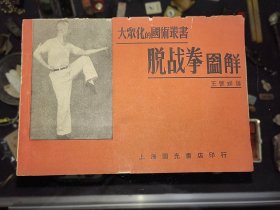 大眾化的國術叢書
脱战拳圖解
上海國光書店印行